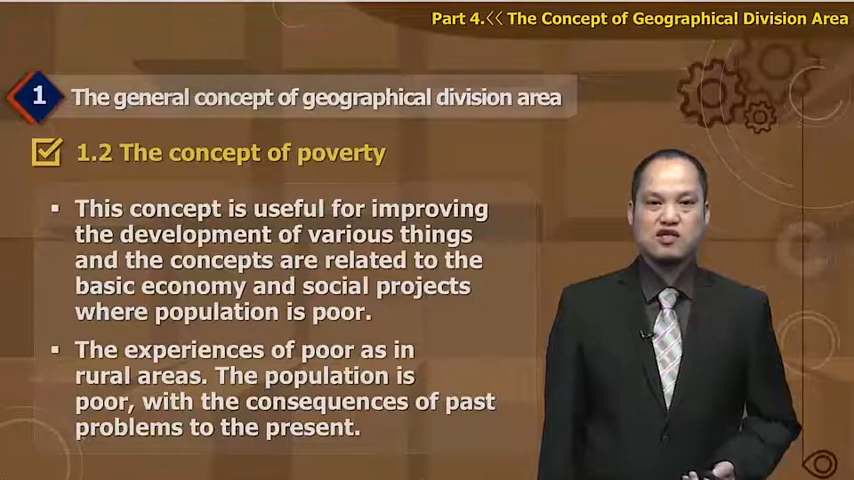 Part 4.<< The Concept of Geographical Division Area
1 The general concept of geographical division area
1.2 The concept of poverty
▪ This concept is useful for improving
the development of various things
and the concepts are related to the
basic economy and social projects
where population is poor.
▪ The experiences of poor as in
rural areas. The population is
poor, with the consequences of past
problems to the present.